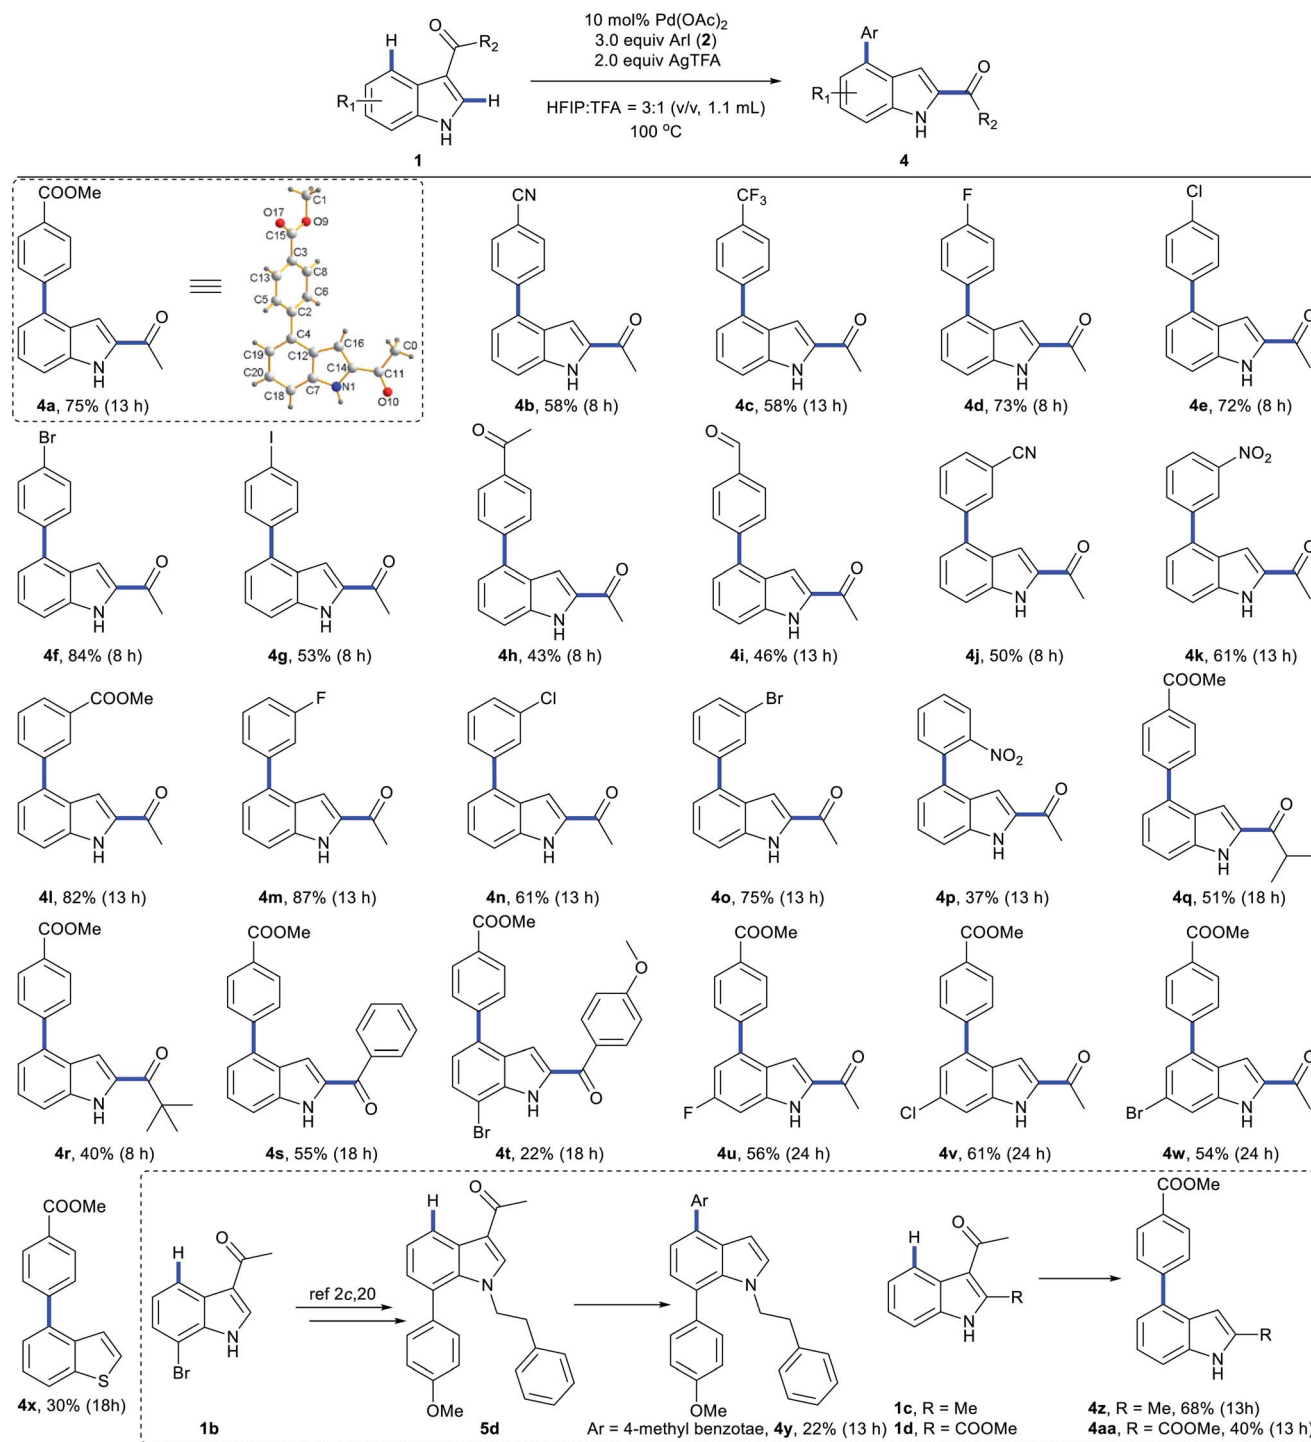 10 mol% Pd(OAc)2
3.0 equiv ArI (2)
2.0 equiv AgTFA
HFIP:TFA = 3:1 (v/v, 1.1 mL)
100 °C
H
O
R2
R1
H
N
H
1
Ar
R1
O
N
H
R2
4
COOMe
O
N
H
4a, 75% (13 h)
C1
O17
O9
C15
C3
C13
C8
C5
C6
C2
C4
C16
C0
C19
C12
C14
C11
C20
C7
N1
C18
O10
CN
O
N
H
4b, 58% (8 h)
CF3
O
N
H
4c, 58% (13 h)
F
O
N
H
4d, 73% (8 h)
Cl
O
N
H
4e, 72% (8 h)
Br
O
N
H
4f, 84% (8 h)
I
O
N
H
4g, 53% (8 h)
O
O
N
H
4h, 43% (8 h)
O
O
N
H
4i, 46% (13 h)
CN
O
N
H
4j, 50% (8 h)
NO2
O
N
H
4k, 61% (13 h)
COOMe
O
N
H
4l, 82% (13 h)
F
O
N
H
4m, 87% (13 h)
Cl
O
N
H
4n, 61% (13 h)
Br
O
N
H
4o, 75% (13 h)
NO2
O
N
H
4p, 37% (13 h)
COOMe
O
N
H
4q, 51% (18 h)
COOMe
O
N
H
4r, 40% (8 h)
COOMe
N
H
O
4s, 55% (18 h)
COOMe
O
N
H
O
Br
4t, 22% (18 h)
COOMe
O
F
N
H
4u, 56% (24 h)
COOMe
O
Cl
N
H
4v, 61% (24 h)
COOMe
O
Br
N
H
4w, 54% (24 h)
COOMe
S
4x, 30% (18h)
O
H
N
H
Br
1b
ref 2c,20
O
H
N
OMe
5d
Ar
N
OMe
Ar = 4-methyl benzotae, 4y, 22% (13 h)
O
H
R
N
H
1c, R = Me
1d, R = COOMe
COOMe
R
N
H
4z, R = Me, 68% (13h)
4aa, R = COOMe, 40% (13 h)